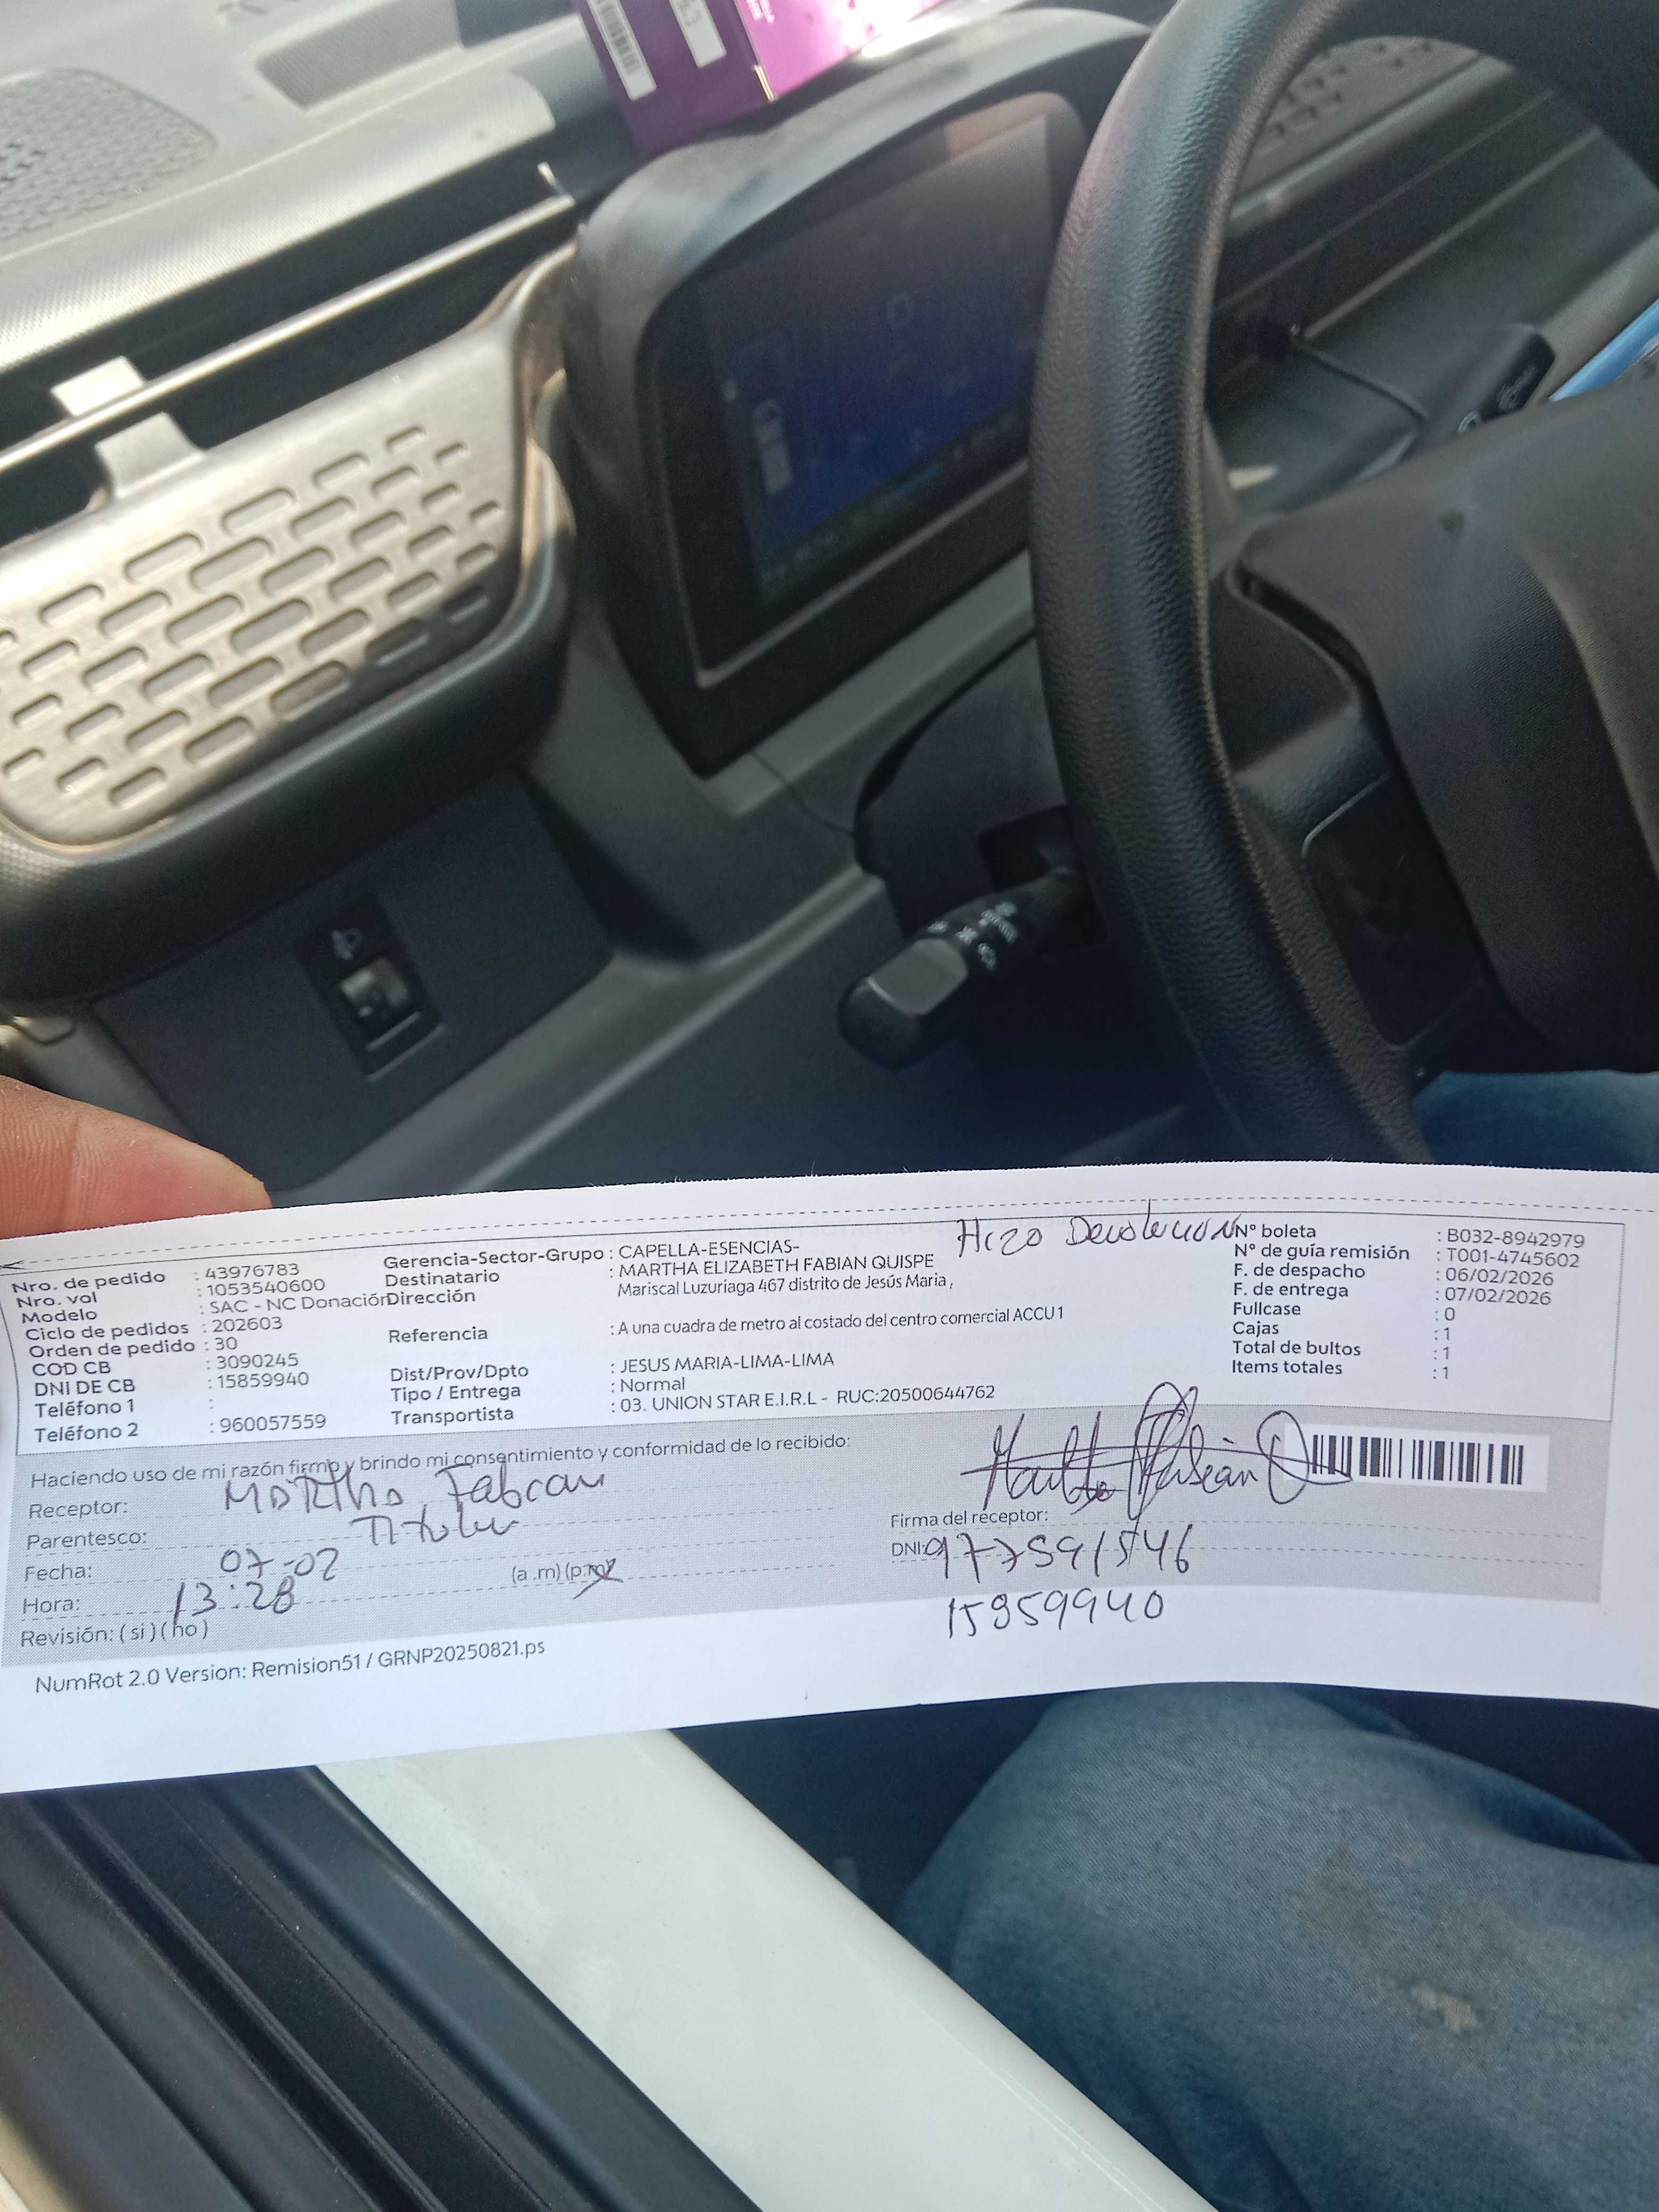 Hizo Devolucion
Nro. de pedido : 43976783
Nro. vol : 1053540600
Modelo : SAC - NC Donación
Ciclo de pedidos : 202603
Orden de pedido : 30
COD CB : 3090245
DNI DE CB : 15859940
Teléfono 1 :
Teléfono 2 : 960057559
Gerencia-Sector-Grupo : CAPELLA-ESENCIAS-
Destinatario : MARTHA ELIZABETH FABIAN QUISPE
Dirección Mariscal Luzuriaga 467 distrito de Jesús Maria,
Referencia : A una cuadra de metro al costado del centro comercial ACCU1
Dist/Prov/Dpto : JESUS MARIA-LIMA-LIMA
Tipo / Entrega : Normal
Transportista : 03. UNION STAR E.I.R.L - RUC:20500644762
N° boleta : B032-8942979
N° de guía remisión : T001-4745602
F. de despacho : 06/02/2026
F. de entrega : 07/02/2026
Fullcase : 0
Cajas : 1
Total de bultos : 1
Items totales : 1
Haciendo uso de mi razón firmo y brindo mi consentimiento y conformidad de lo recibido:
Receptor: Martha Fabian
Parentesco: Titular
Fecha: 07-02
Hora: 13:28 (a.m) (p.m)
Revisión: ( si ) ( no )
Martha Fabian Q
Firma del receptor:
DNI: 977591546
15859940
NumRot 2.0 Version: Remision51 / GRNP20250821.ps